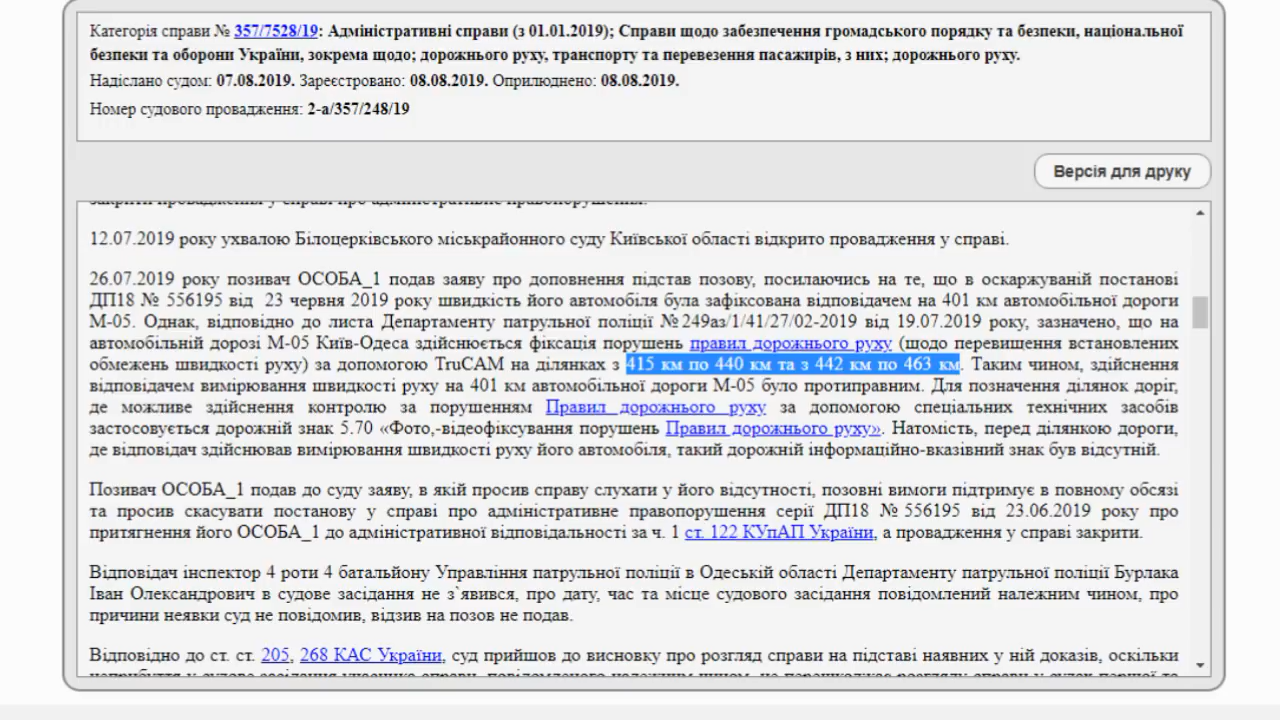 Категорія справи № 357/7528/19: Адміністративні справи (з 01.01.2019); Справи щодо забезпечення громадського порядку та безпеки, національної
безпеки та оборони України, зокрема щодо; дорожнього руху, транспорту та перевезення пасажирів, з них; дорожнього руху.
Надіслано судом: 07.08.2019. Зареєстровано: 08.08.2019. Оприлюднено: 08.08.2019.
Номер судового провадження: 2-а/357/248/19
Версія для друку
закрити провадження у справі про адміністративне правопорушення.
12.07.2019 року ухвалою Білоцерківського міськрайонного суду Київської області відкрито провадження у справі.
26.07.2019 року позивач ОСОБА_1 подав заяву про доповнення підстав позову, посилаючись на те, що в оскаржуваній постанові
ДП18 № 556195 від 23 червня 2019 року швидкість його автомобіля була зафіксована відповідачем на 401 км автомобільної дороги
М-05. Однак, відповідно до листа Департаменту патрульної поліції №249аз/1/41/27/02-2019 від 19.07.2019 року, зазначено, що на
автомобільній дорозі М-05 Київ-Одеса здійснюється фіксація порушень правил дорожнього руху (щодо перевищення встановлених
обмежень швидкості руху) за допомогою TruCAM на ділянках з 415 км по 440 км та з 442 км по 463 км. Таким чином, здійснення
відповідачем вимірювання швидкості руху на 401 км автомобільної дороги М-05 було протиправним. Для позначення ділянок доріг,
де можливе здійснення контролю за порушенням Правил дорожнього руху за допомогою спеціальних технічних засобів
застосовується дорожній знак 5.70 «Фото,-відеофіксування порушень Правил дорожнього руху». Натомість, перед ділянкою дороги,
де відповідач здійснював вимірювання швидкості руху його автомобіля, такий дорожній інформаційно-вказівний знак був відсутній.
Позивач ОСОБА_1 подав до суду заяву, в якій просив справу слухати у його відсутності, позовні вимоги підтримує в повному обсязі
та просив скасувати постанову у справі про адміністративне правопорушення серії ДП18 №556195 від 23.06.2019 року про
притягнення його ОСОБА_1 до адміністративної відповідальності за ч. 1 ст. 122 КУпАП України, а провадження у справі закрити.
Відповідач інспектор 4 роти 4 батальйону Управління патрульної поліції в Одеській області Департаменту патрульної поліції Бурлака
Іван Олександрович в судове засідання не з`явився, про дату, час та місце судового засідання повідомлений належним чином, про
причини неявки суд не повідомив, відзив на позов не подав.
Відповідно до ст. ст. 205, 268 КАС України, суд прийшов до висновку про розгляд справи на підставі наявних у ній доказів, оскільки